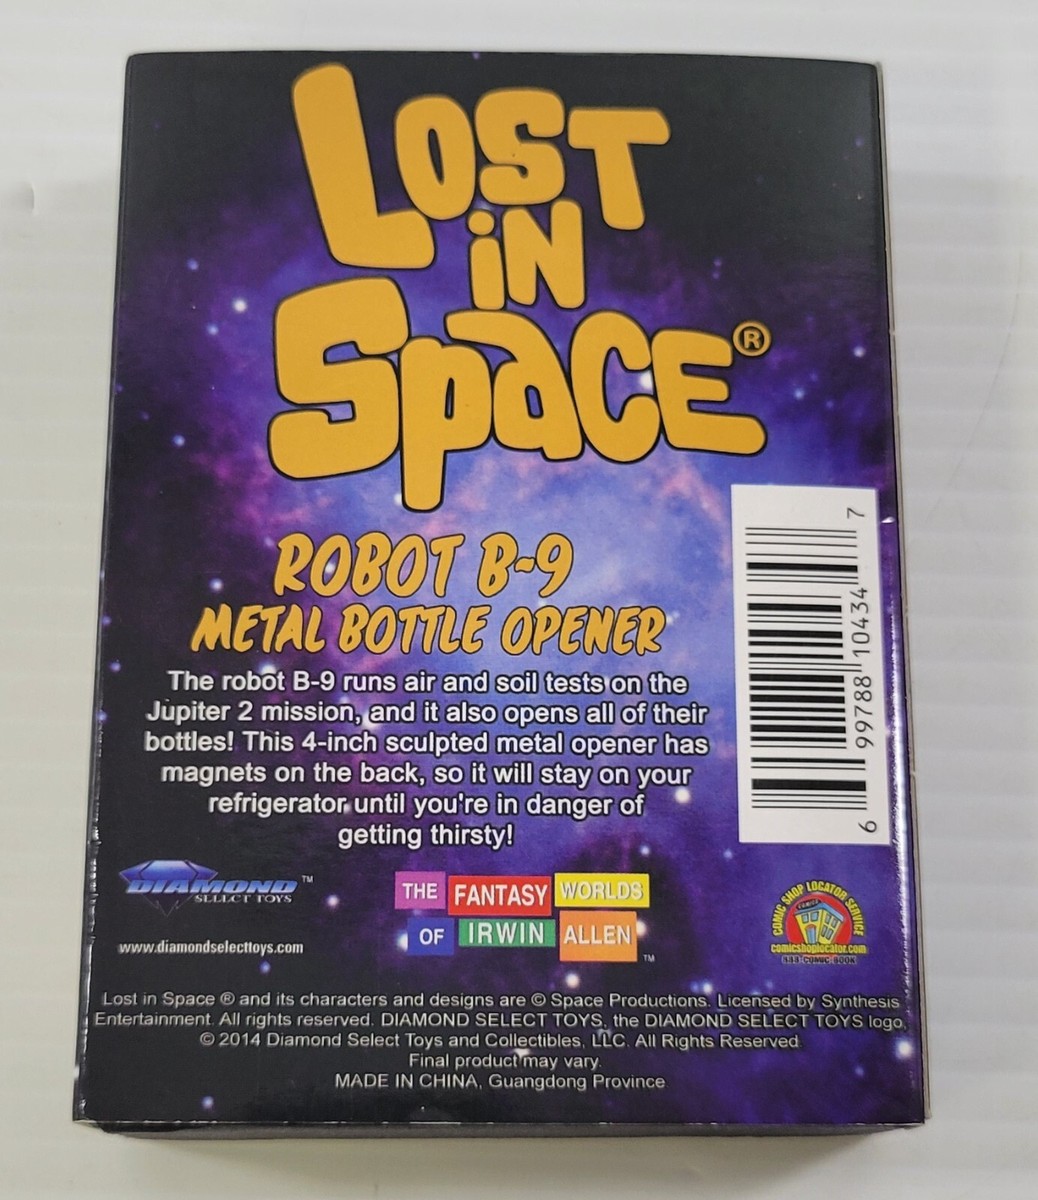 LOST
iN
SpaCE®
ROBOT B-9
METAL BOTTLE OPENER
The robot B-9 runs air and soil tests on the
Jupiter 2 mission, and it also opens all of their
bottles! This 4-inch sculpted metal opener has
magnets on the back, so it will stay on your
refrigerator until you're in danger of
getting thirsty!
6 99788 10434 7
DIAMOND™
SELECT TOYS
www.diamondselecttoys.com
THE FANTASY WORLDS
OF IRWIN ALLEN™
COMIC SHOP LOCATOR SERVICE
COMICS
comicshoplocator.com
888-COMIC-BOOK
Lost in Space ® and its characters and designs are © Space Productions. Licensed by Synthesis
Entertainment. All rights reserved. DIAMOND SELECT TOYS, the DIAMOND SELECT TOYS logo,
© 2014 Diamond Select Toys and Collectibles, LLC. All Rights Reserved
Final product may vary.
MADE IN CHINA, Guangdong Province